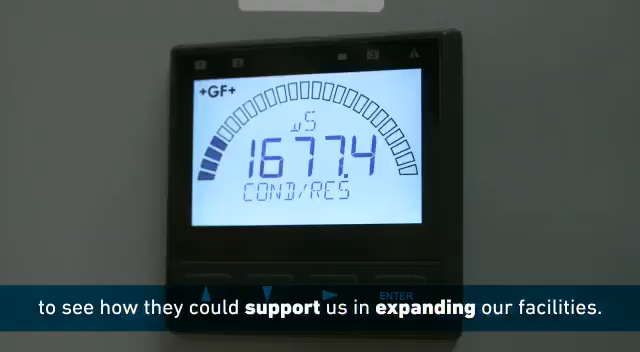 +GF+
µS
1677.4
COND/RES
ENTER
to see how they could support us in expanding our facilities.